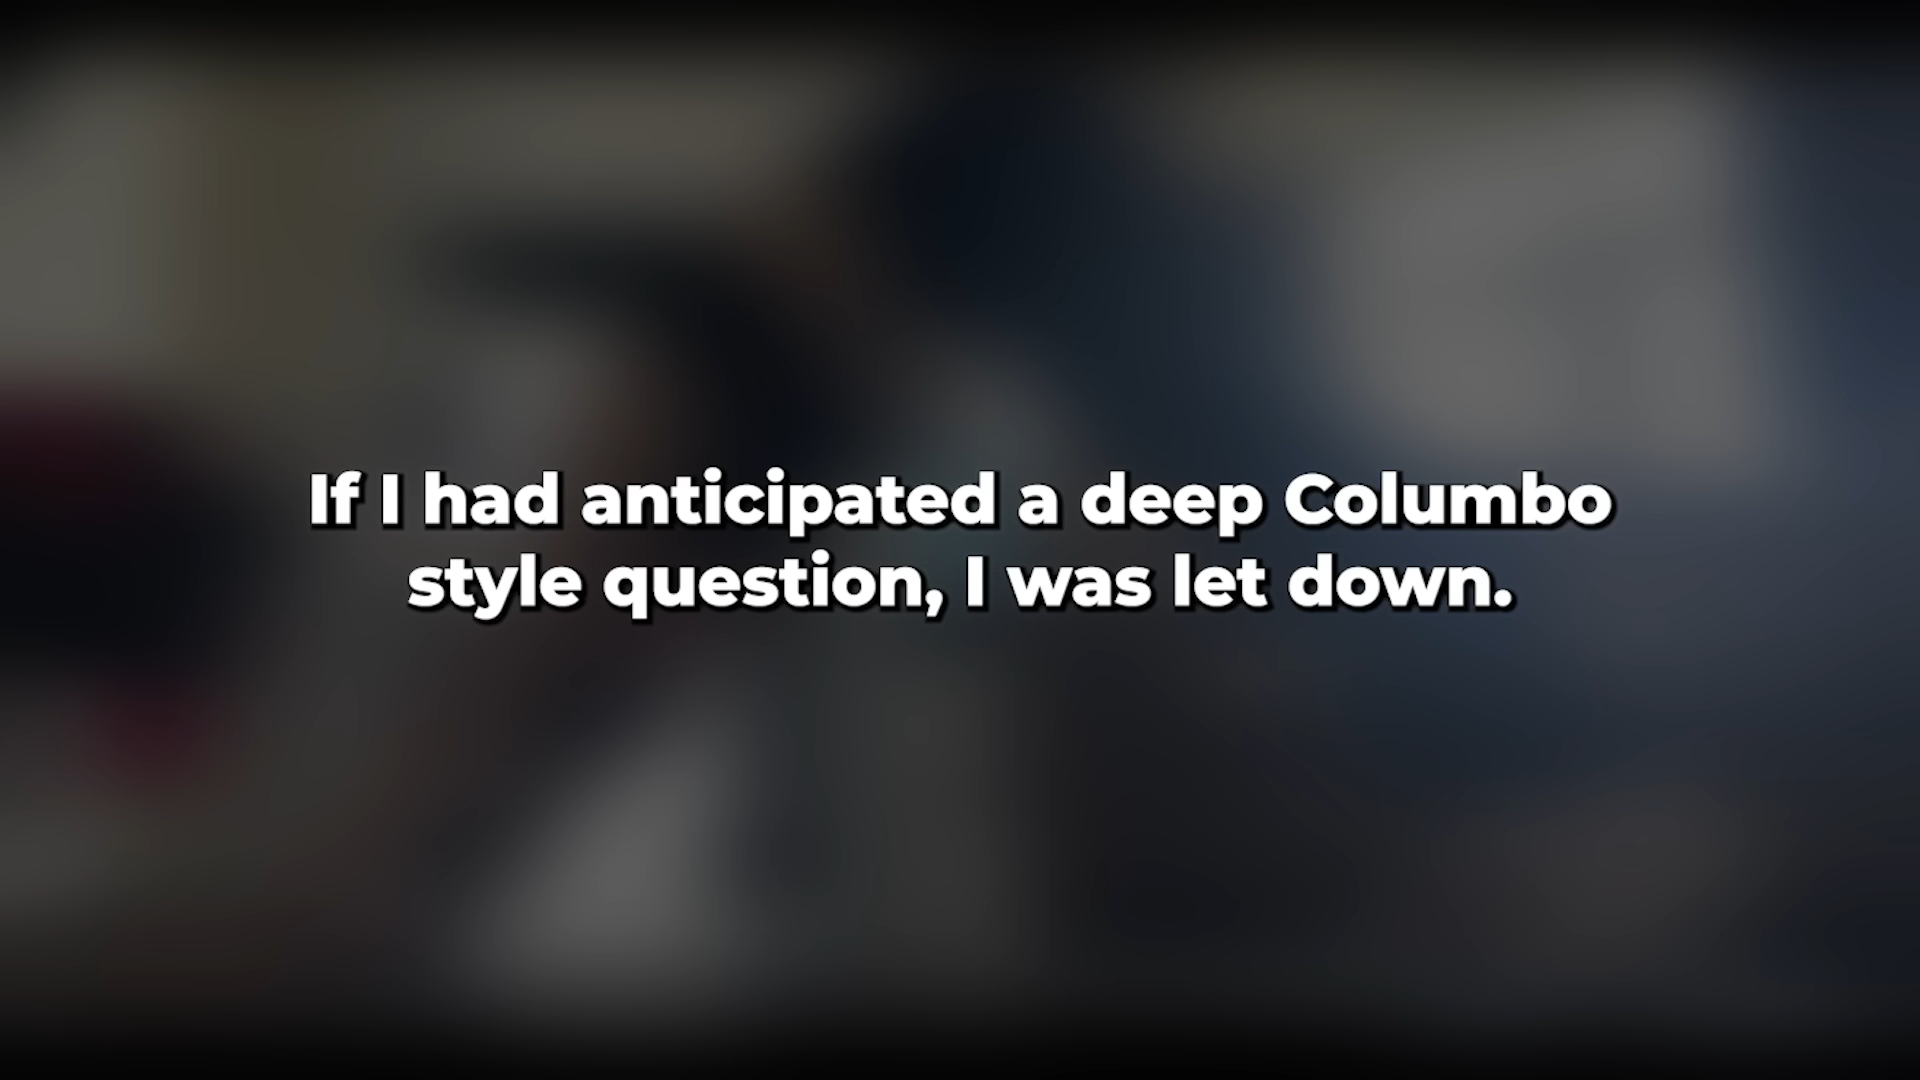 If I had anticipated a deep Columbo
style question, I was let down.